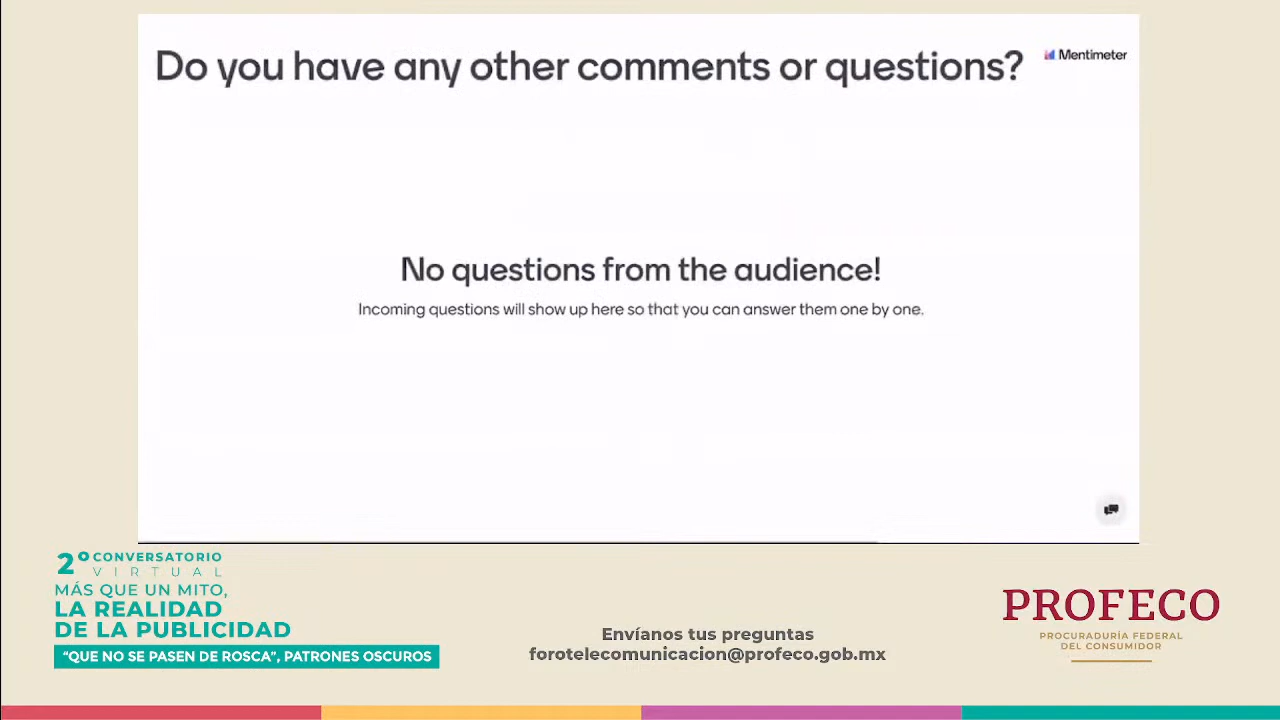 Do you have any other comments or questions?
Mentimeter
No questions from the audience!
Incoming questions will show up here so that you can answer them one by one.
2º CONVERSATORIO
VIRTUAL
MÁS QUE UN MITO,
LA REALIDAD
DE LA PUBLICIDAD
“QUE NO SE PASEN DE ROSCA”, PATRONES OSCUROS
Envíanos tus preguntas
forotelecomunicacion@profeco.gob.mx
PROFECO
PROCURADURÍA FEDERAL
DEL CONSUMIDOR